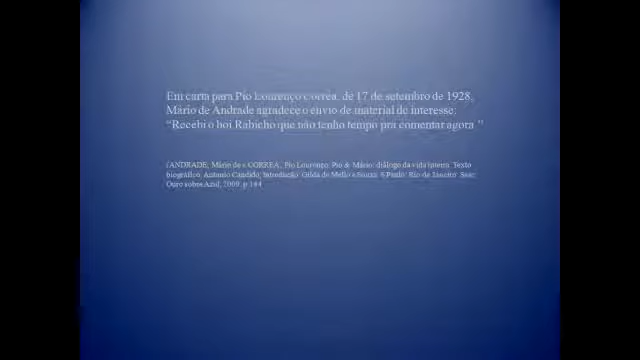 Em carta para Pio Lourenço Corrêa, de 17 de setembro de 1928,
Mário de Andrade agradece o envio de material de interesse:
“Recebi o boi Rabicho que não tenho tempo pra comentar agora.”
(ANDRADE, Mário de e CORREA, Pio Lourenço. Pio & Mário: diálogo da vida inteira. Texto
biográfico: Antonio Candido; Introdução: Gilda de Mello e Souza. S Paulo/ Rio de Janeiro: Sesc/
Ouro sobre Azul, 2009, p.184